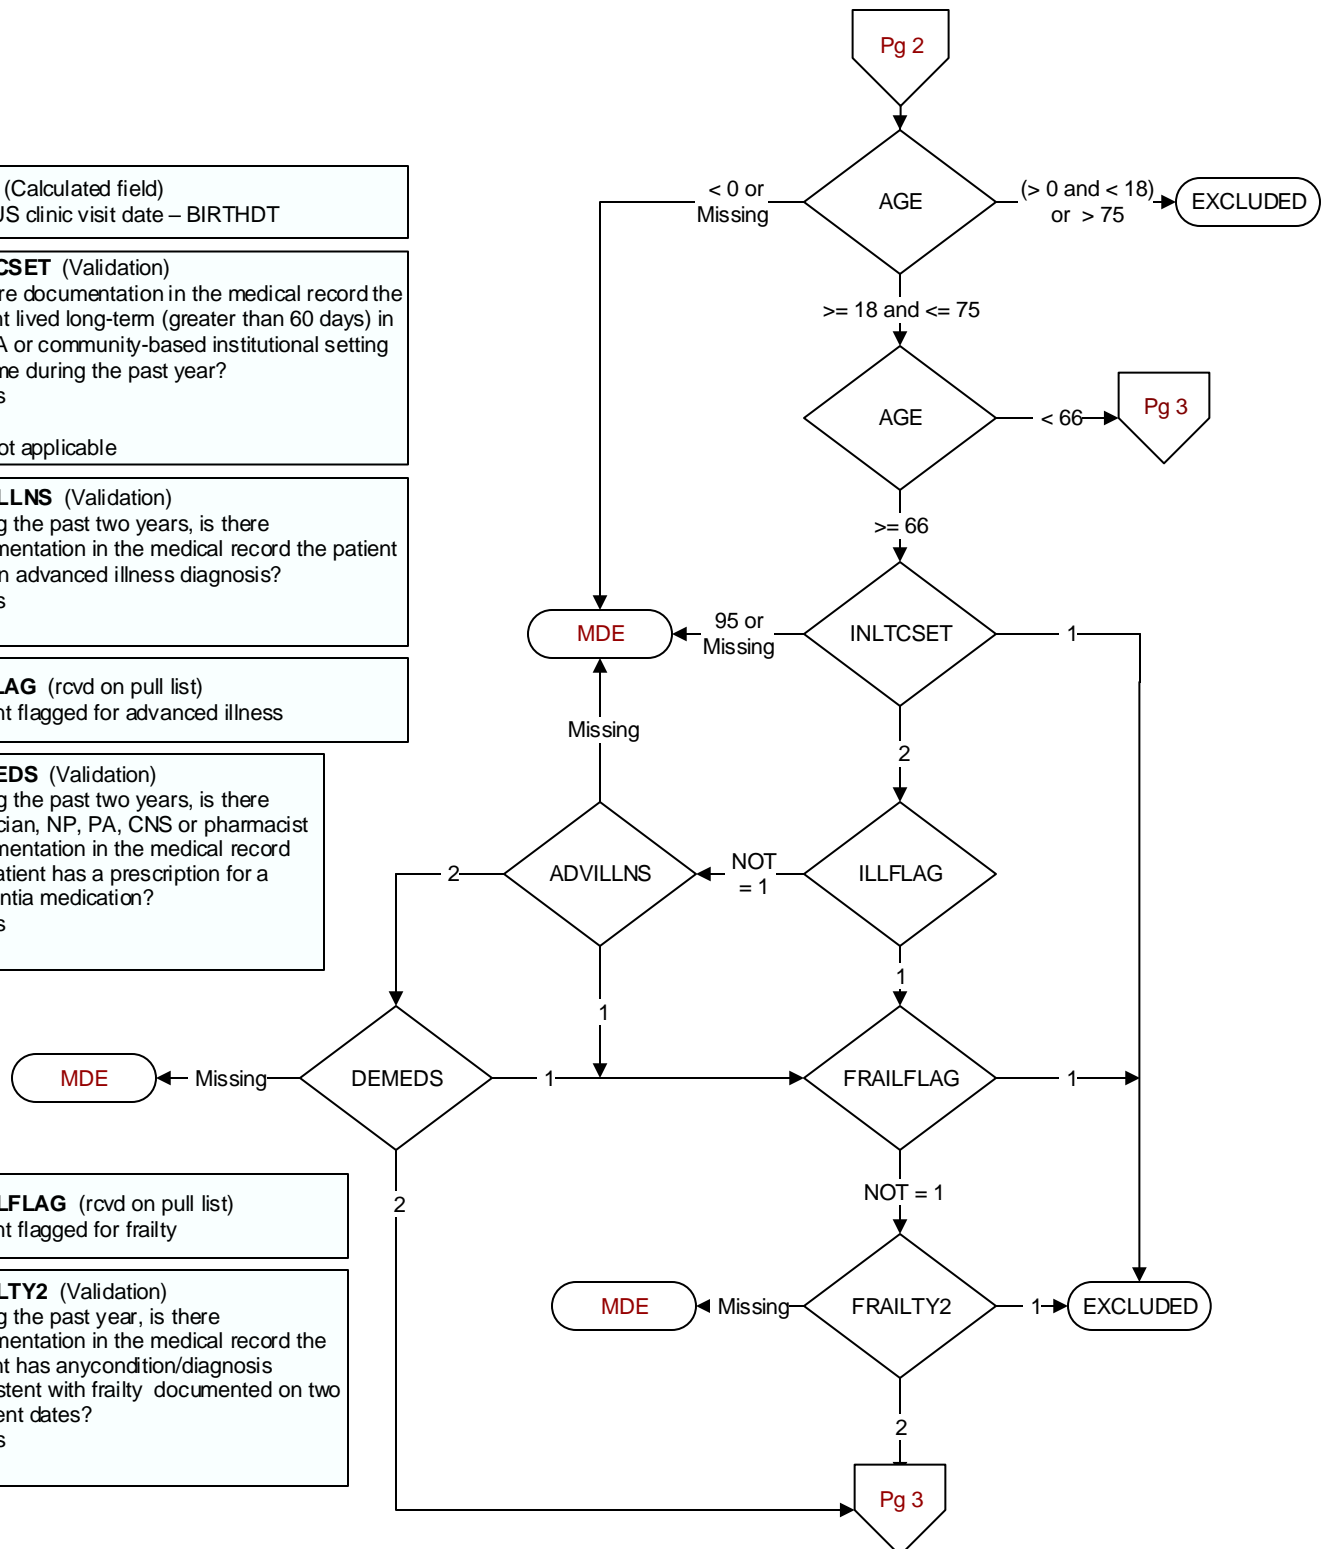 Pg 2
AGE
< 0 or
Missing
(> 0 and < 18)
or > 75
EXCLUDED
>= 18 and <= 75
AGE
< 66
Pg 3
>= 66
INLTCSET
95 or
Missing
MDE
1
2
ILLFLAG
NOT
= 1
ADVILLNS
Missing
2
1
1
DEMEDS
Missing
MDE
1
2
FRAILFLAG
1
NOT = 1
FRAILTY2
Missing
MDE
1
EXCLUDED
2
Pg 3
(Calculated field)
US clinic visit date – BIRTHDT
CSET (Validation)
re documentation in the medical record the
nt lived long-term (greater than 60 days) in
A or community-based institutional setting
me during the past year?
s
ot applicable
LLNS (Validation)
g the past two years, is there
mentation in the medical record the patient
n advanced illness diagnosis?
s
LAG (rcvd on pull list)
nt flagged for advanced illness
EDS (Validation)
g the past two years, is there
cian, NP, PA, CNS or pharmacist
mentation in the medical record
atient has a prescription for a
ntia medication?
s
LFLAG (rcvd on pull list)
nt flagged for frailty
LTY2 (Validation)
g the past year, is there
mentation in the medical record the
nt has anycondition/diagnosis
stent with frailty documented on two
ent dates?
s